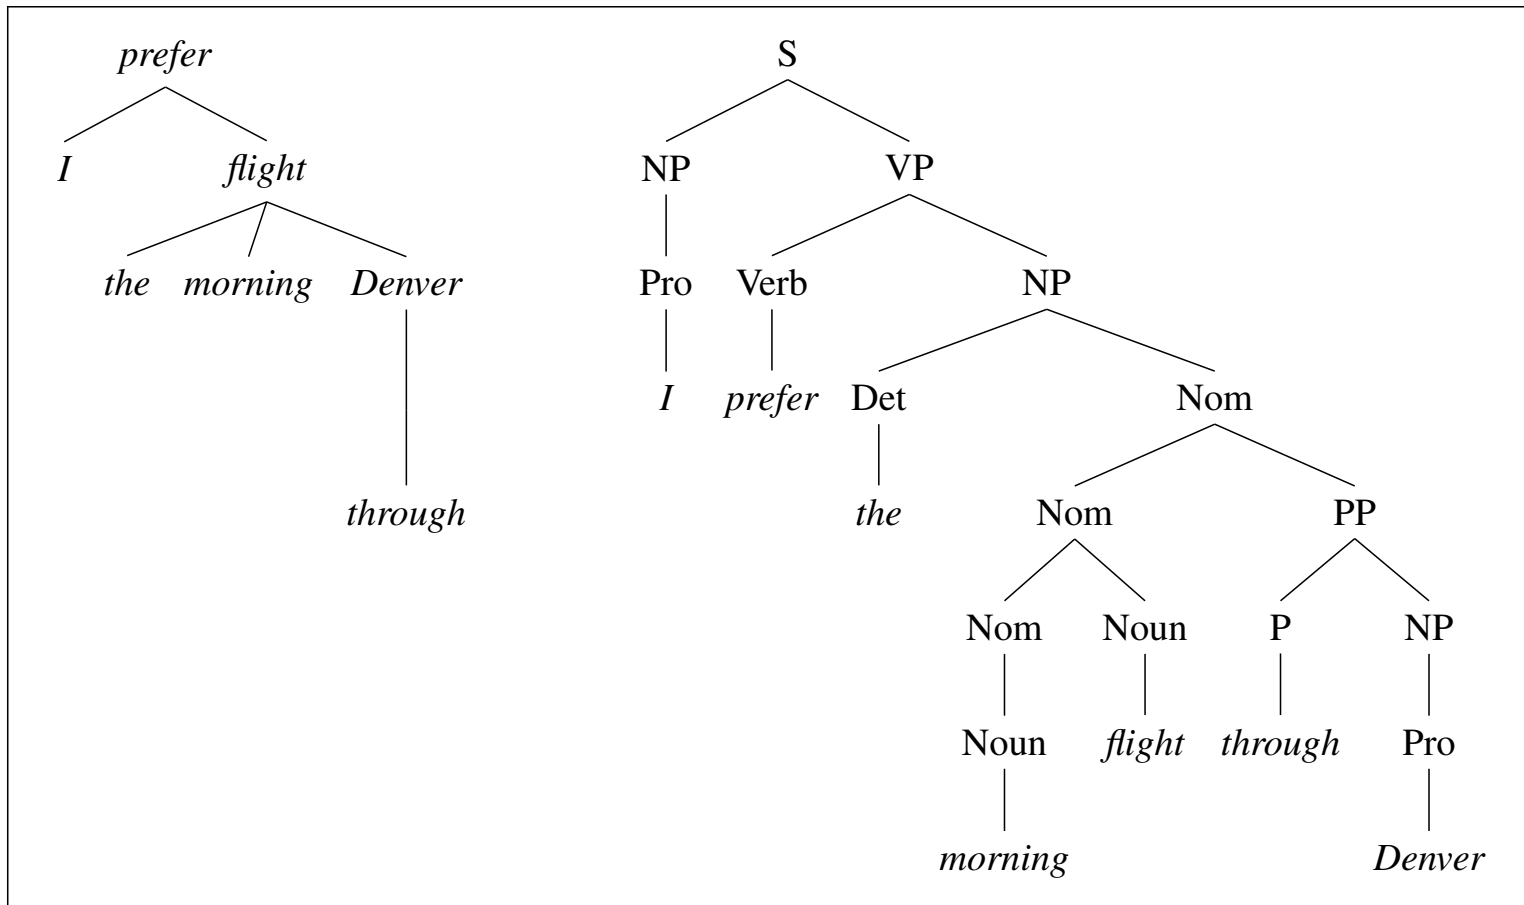 prefer S
I flight NP VP
the morning Denver Pro Verb NP
I prefer Det Nom
through the Nom PP
Nom Noun P NP
Noun flight through Pro
morning Denver